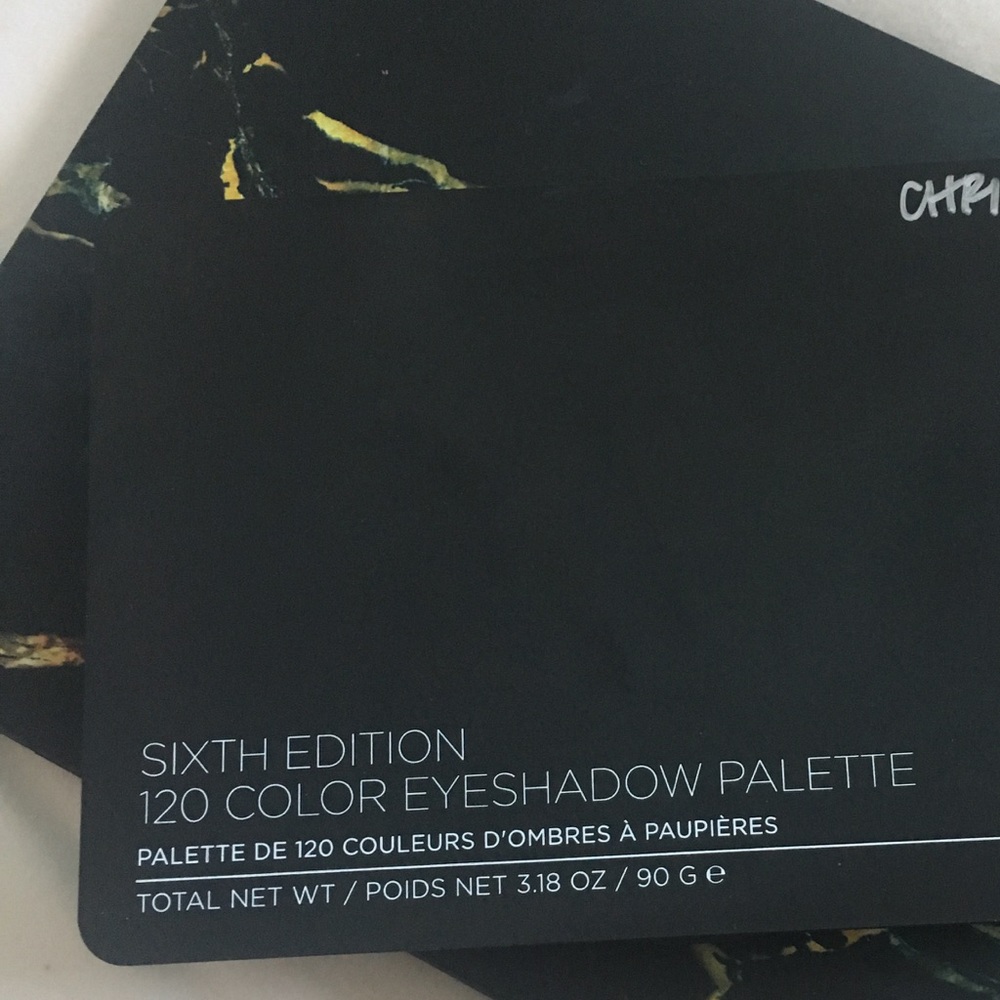 CHRI
SIXTH EDITION
120 COLOR EYESHADOW PALETTE
PALETTE DE 120 COULEURS D'OMBRES À PAUPIÈRES
TOTAL NET WT / POIDS NET 3.18 OZ / 90 G ℮